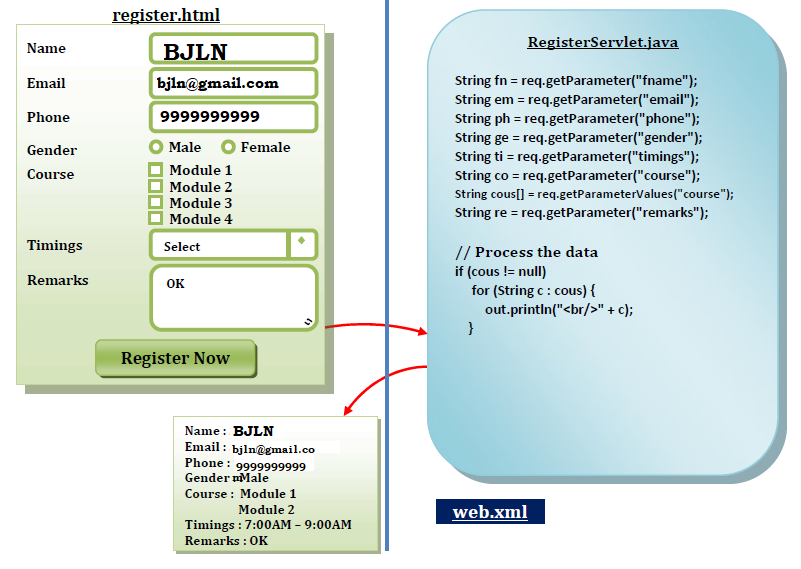 register.html
Name BJLN
Email bjln@gmail.com
Phone 9999999999
Gender Male Female
Course Module 1
Module 2
Module 3
Module 4
Timings Select
Remarks OK
Register Now
RegisterServlet.java
String fn = req.getParameter("fname");
String em = req.getParameter("email");
String ph = req.getParameter("phone");
String ge = req.getParameter("gender");
String ti = req.getParameter("timings");
String co = req.getParameter("course");
String cous[] = req.getParameterValues("course");
String re = req.getParameter("remarks");
// Process the data
if (cous != null)
for (String c : cous) {
out.println("<br/>" + c);
}
Name : BJLN
Email : bjln@gmail.co
Phone : 9999999999
Gender m Male
Course : Module 1
Module 2
Timings : 7:00AM – 9:00AM
Remarks : OK
web.xml